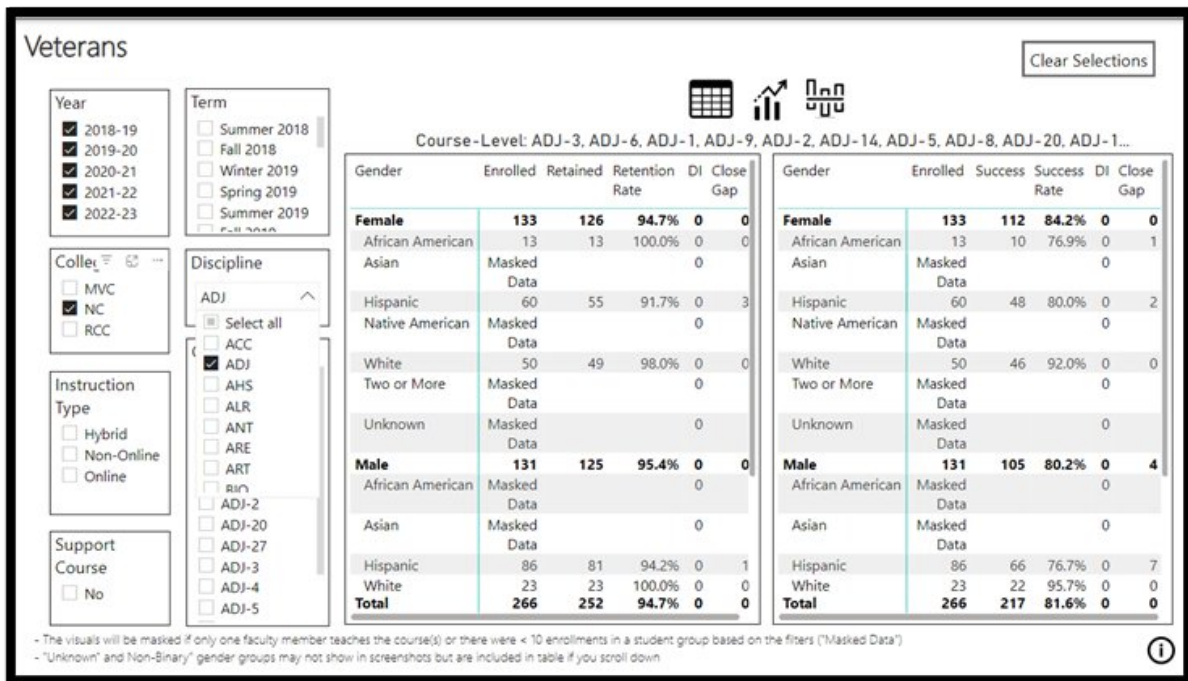 Veterans
Clear Selections
Year
2018-19
2019-20
2020-21
2021-22
2022-23
Term
Summer 2018
Fall 2018
Winter 2019
Spring 2019
Summer 2019
Fall 2019
MVC
NC
RCC
Discipline
ADJ
Select all
ACC
ADJ
AHS
ALR
ANT
ARE
ART
BIO
ADJ-2
ADJ-20
ADJ-27
ADJ-3
ADJ-4
ADJ-5
Instruction
Type
Hybrid
Non-Online
Online
Support
Course
No
Course-Level: ADJ-3, ADJ-6, ADJ-1, ADJ-9, ADJ-2, ADJ-14, ADJ-5, ADJ-8, ADJ-20, ADJ-1...
Gender Enrolled Retained Retention DI Close
Rate Gap
Female 133 126 94.7% 0 0
African American 13 13 100.0% 0 0
Asian Masked 0
Data
Hispanic 60 55 91.7% 0 3
Native American Masked 0
Data
White 50 49 98.0% 0 0
Two or More Masked 0
Data
Unknown Masked 0
Data
Male 131 125 95.4% 0 0
African American Masked 0
Data
Asian Masked 0
Data
Hispanic 86 81 94.2% 0 1
White 23 23 100.0% 0 0
Total 266 252 94.7% 0 0
Gender Enrolled Success Success DI Close
Rate Gap
Female 133 112 84.2% 0 0
African American 13 10 76.9% 0 1
Asian Masked 0
Data
Hispanic 60 48 80.0% 0 2
Native American Masked 0
Data
White 50 46 92.0% 0 0
Two or More Masked 0
Data
Unknown Masked 0
Data
Male 131 105 80.2% 0 4
African American Masked 0
Data
Asian Masked 0
Data
Hispanic 86 66 76.7% 0 7
White 23 22 95.7% 0 0
Total 266 217 81.6% 0 0
- The visuals will be masked if only one faculty member teaches the course(s) or there were < 10 enrollments in a student group based on the filters ("Masked Data")
- "Unknown" and Non-Binary" gender groups may not show in screenshots but are included in table if you scroll down